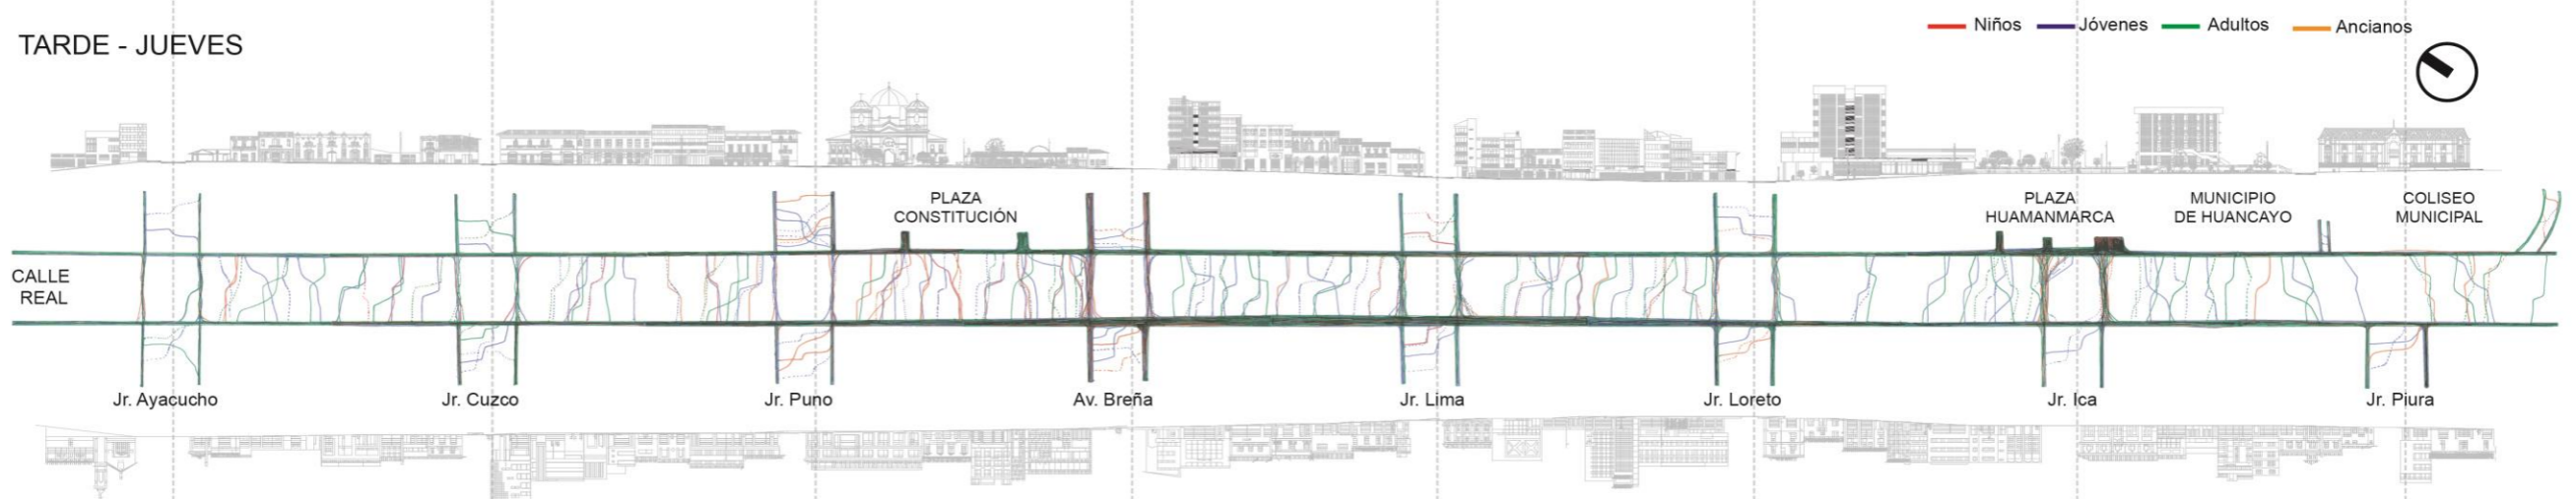 TARDE - JUEVES
Niños Jóvenes Adultos Ancianos
PLAZA
CONSTITUCIÓN
PLAZA
HUAMANMARCA
MUNICIPIO
DE HUANCAYO
COLISEO
MUNICIPAL
CALLE
REAL
Jr. Ayacucho
Jr. Cuzco
Jr. Puno
Av. Breña
Jr. Lima
Jr. Loreto
Jr. Ica
Jr. Piura